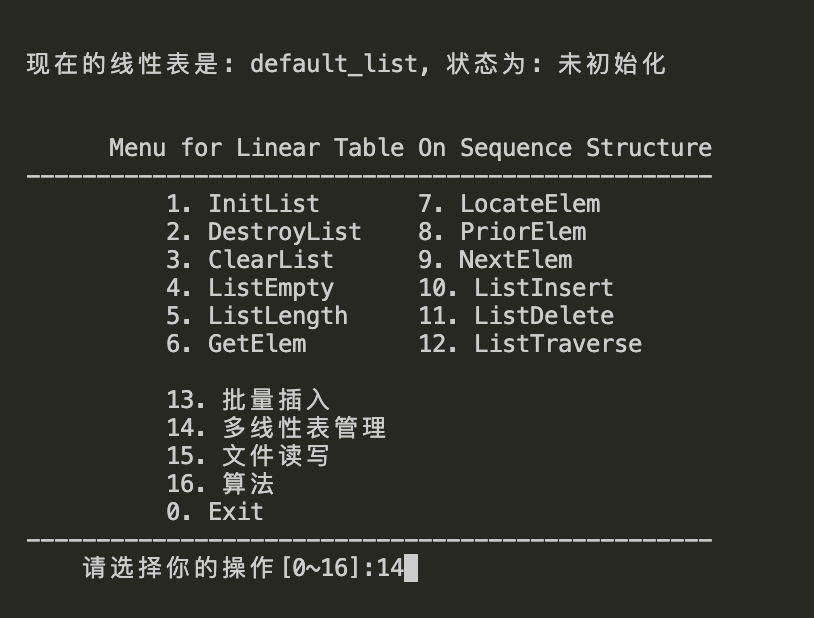 现在的线性表是: default_list, 状态为: 未初始化
Menu for Linear Table On Sequence Structure
-------------------------------------------------
1. InitList 7. LocateElem
2. DestroyList 8. PriorElem
3. ClearList 9. NextElem
4. ListEmpty 10. ListInsert
5. ListLength 11. ListDelete
6. GetElem 12. ListTraverse
13. 批量插入
14. 多线性表管理
15. 文件读写
16. 算法
0. Exit
-------------------------------------------------
请选择你的操作[0~16]:14